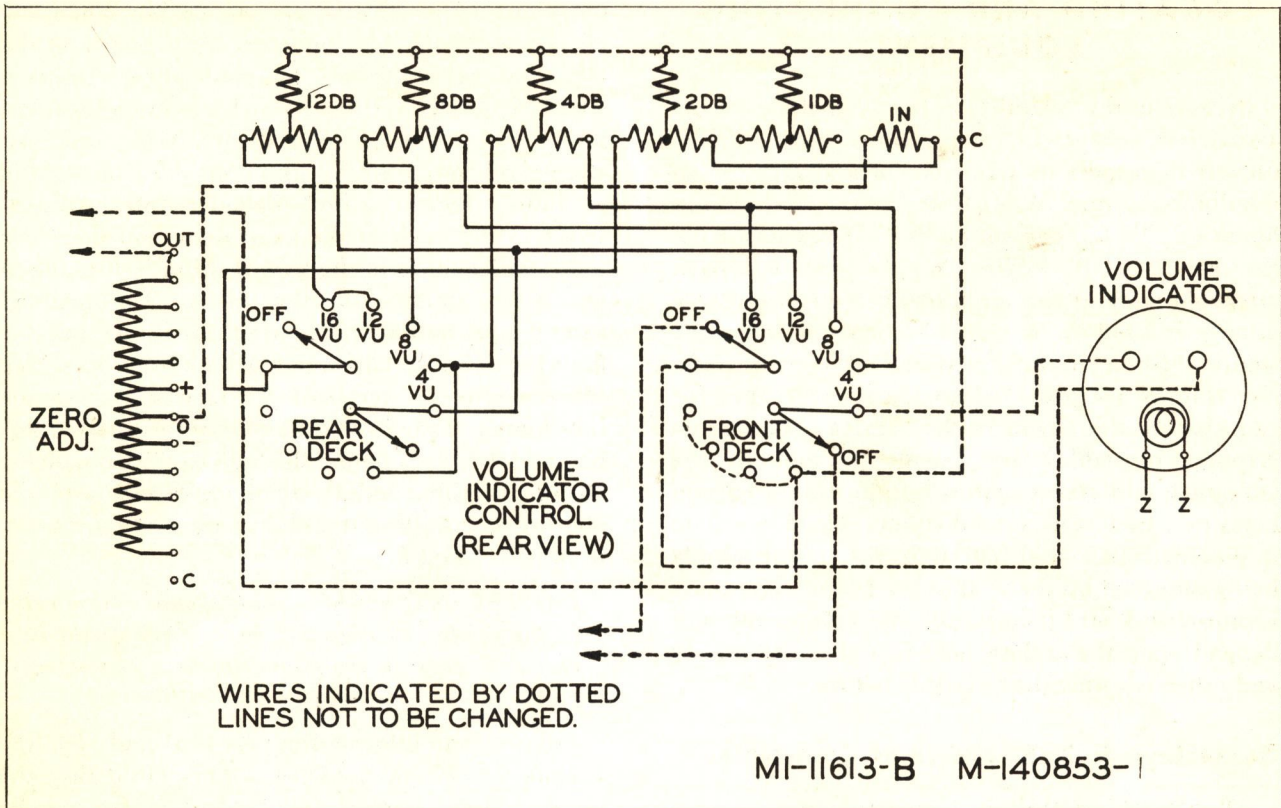 12DB 8DB 4DB 2DB 1DB
IN
C
OUT
OFF 16 VU 12 VU 8 VU 4 VU
OFF 16 VU 12 VU 8 VU 4 VU
VOLUME
INDICATOR
+
0
-
ZERO
ADJ.
REAR
DECK
FRONT
DECK
OFF
VOLUME
INDICATOR
CONTROL
(REAR VIEW)
Z Z
C
WIRES INDICATED BY DOTTED
LINES NOT TO BE CHANGED.
MI-11613-B M-140853-1